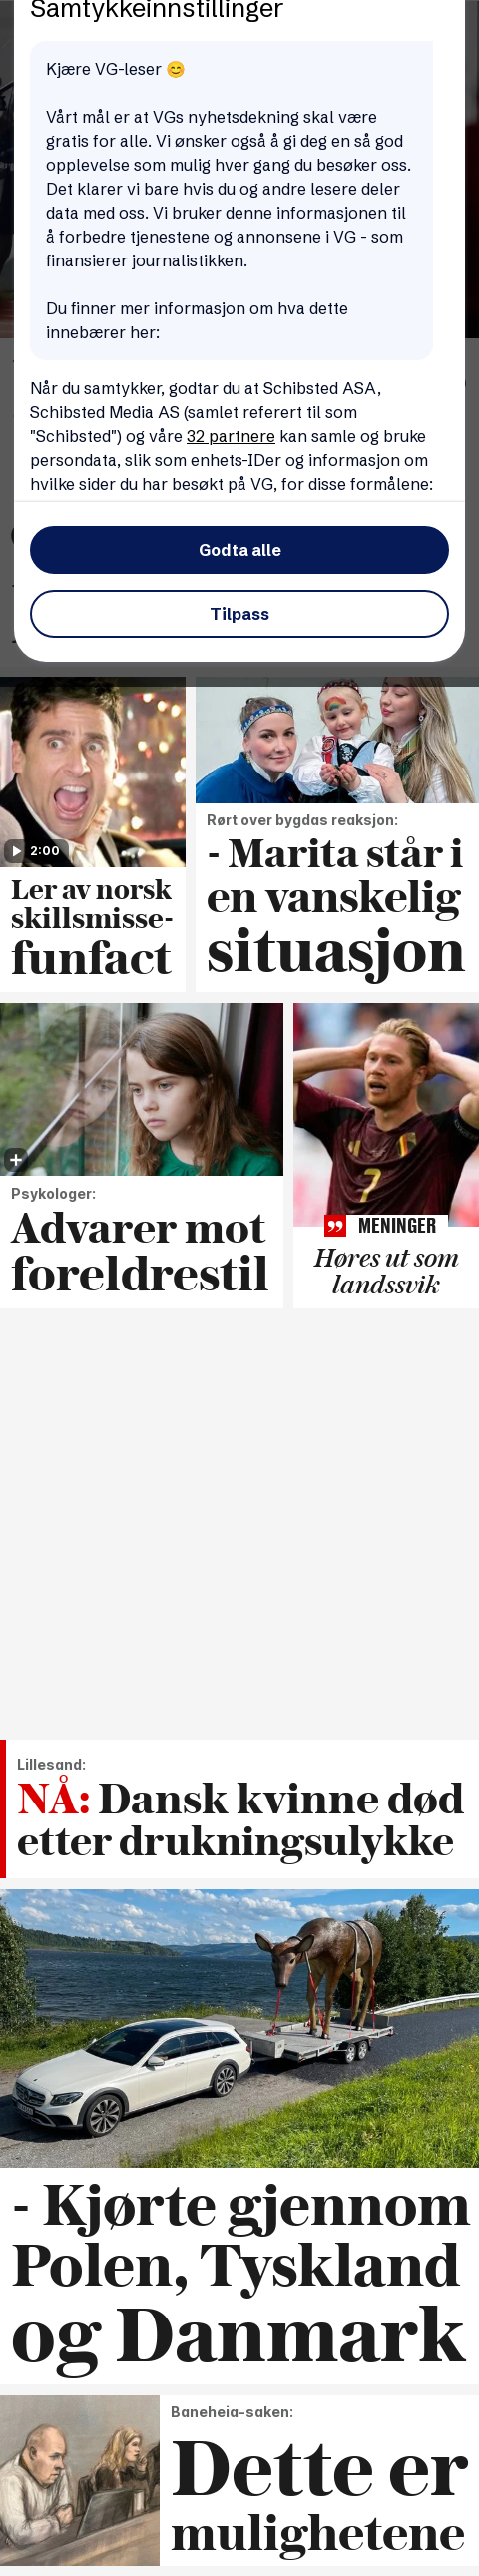 Samtykkeinnstillinger
Kjære VG-leser 😊
Vårt mål er at VGs nyhetsdekning skal være
gratis for alle. Vi ønsker også å gi deg en så god
opplevelse som mulig hver gang du besøker oss.
Det klarer vi bare hvis du og andre lesere deler
data med oss. Vi bruker denne informasjonen til
å forbedre tjenestene og annonsene i VG - som
finansierer journalistikken.
Du finner mer informasjon om hva dette
innebærer her:
Når du samtykker, godtar du at Schibsted ASA,
Schibsted Media AS (samlet referert til som
"Schibsted") og våre 32 partnere kan samle og bruke
persondata, slik som enhets-IDer og informasjon om
hvilke sider du har besøkt på VG, for disse formålene:
Godta alle
Tilpass
2:00
Ler av norsk
skillsmisse-
funfact
Rørt over bygdas reaksjon:
- Marita står i
en vanskelig
situasjon
Psykologer:
Advarer mot
foreldrestil
7
MENINGER
Høres ut som
landssvik
Lillesand:
NÅ: Dansk kvinne død
etter drukningsulykke
- Kjørte gjennom
Polen, Tyskland
og Danmark
Baneheia-saken:
Dette er
mulighetene